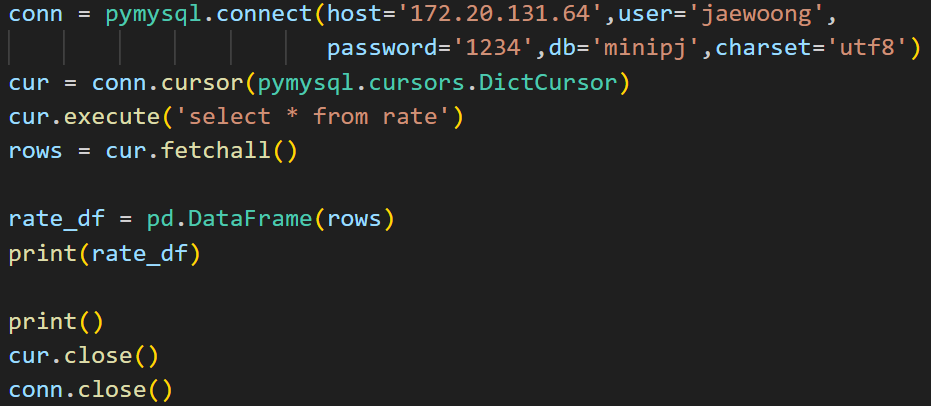 conn = pymysql.connect(host='172.20.131.64',user='jaewoong',
                       password='1234',db='minipj',charset='utf8')
cur = conn.cursor(pymysql.cursors.DictCursor)
cur.execute('select * from rate')
rows = cur.fetchall()

rate_df = pd.DataFrame(rows)
print(rate_df)

print()
cur.close()
conn.close()